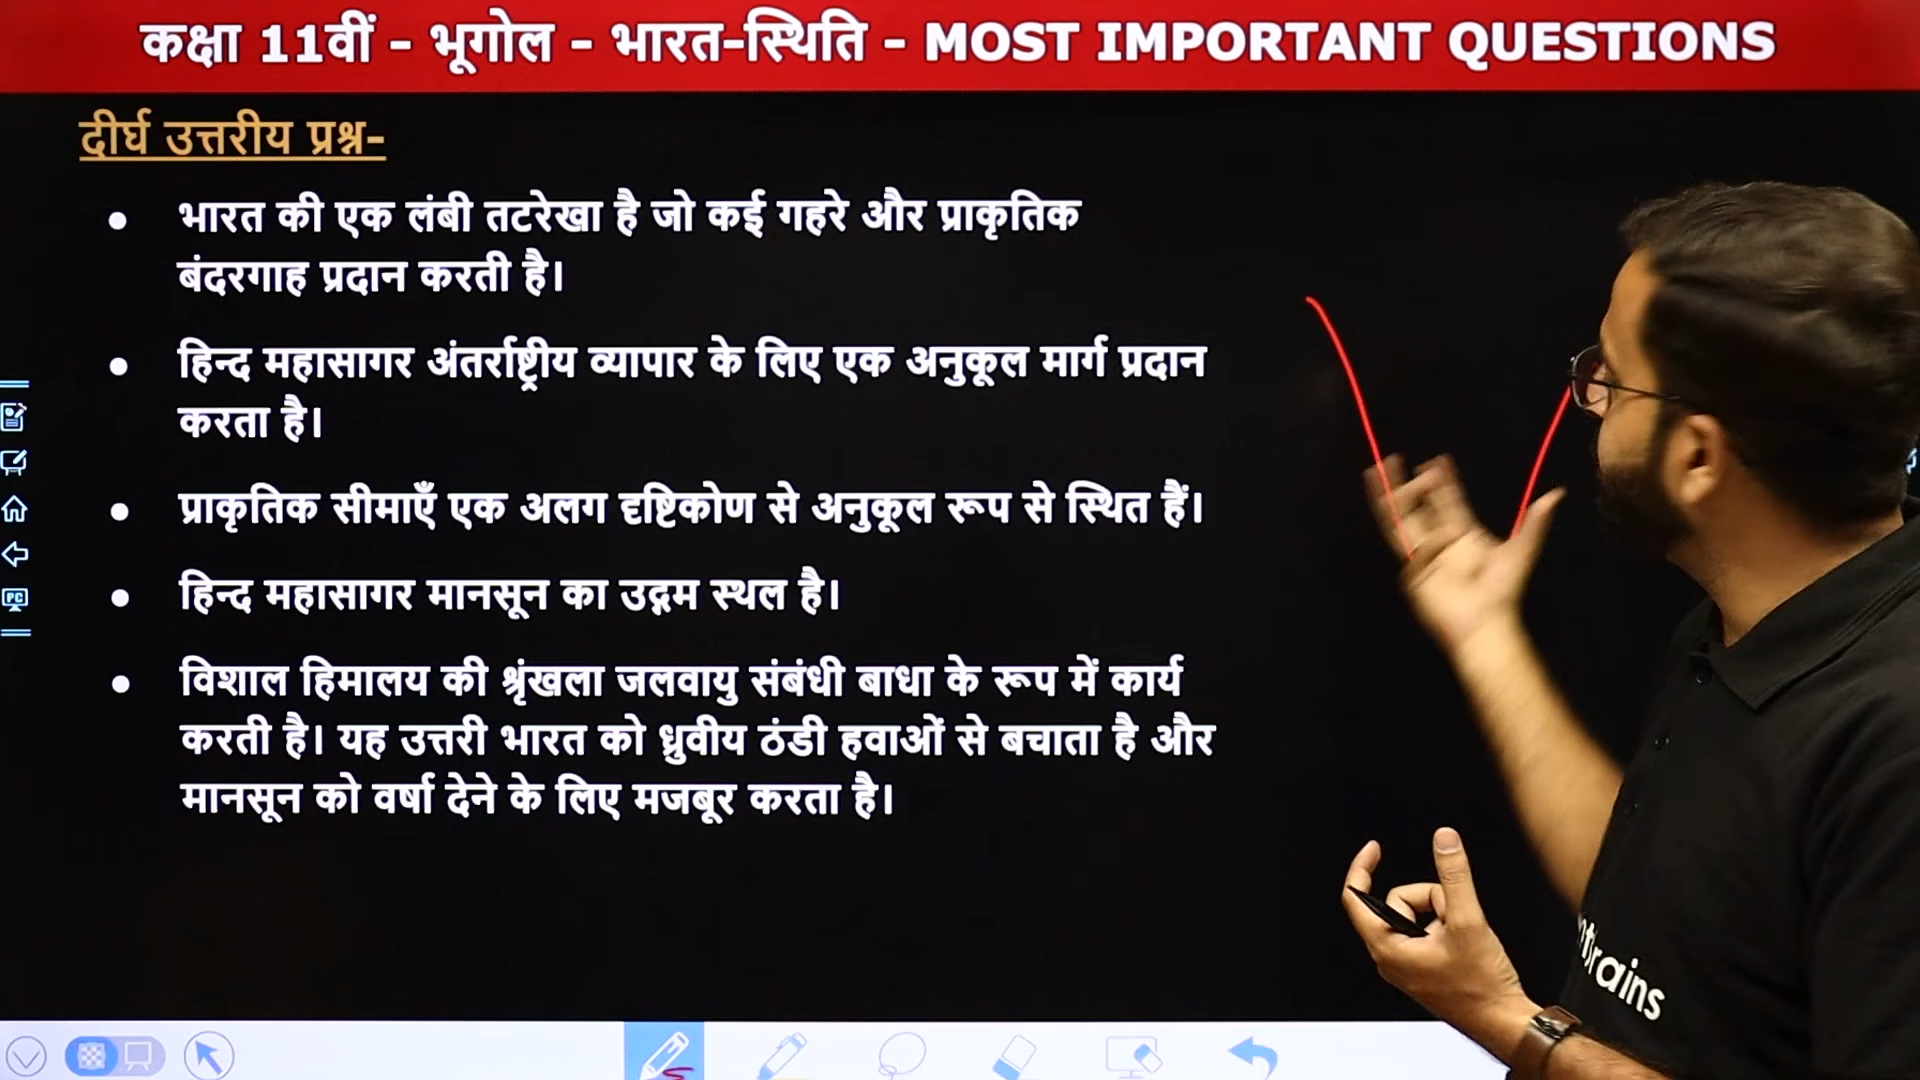 कक्षा 11वीं - भूगोल - भारत-स्थिति - MOST IMPORTANT QUESTIONS
दीर्घ उत्तरीय प्रश्न-
● भारत की एक लंबी तटरेखा है जो कई गहरे और प्राकृतिक
बंदरगाह प्रदान करती है।
● हिन्द महासागर अंतर्राष्ट्रीय व्यापार के लिए एक अनुकूल मार्ग प्रदान
करता है।
● प्राकृतिक सीमाएँ एक अलग दृष्टिकोण से अनुकूल रूप से स्थित हैं।
● हिन्द महासागर मानसून का उद्गम स्थल है।
● विशाल हिमालय की श्रृंखला जलवायु संबंधी बाधा के रूप में कार्य
करती है। यह उत्तरी भारत को ध्रुवीय ठंडी हवाओं से बचाता है और
मानसून को वर्षा देने के लिए मजबूर करता है।
PC